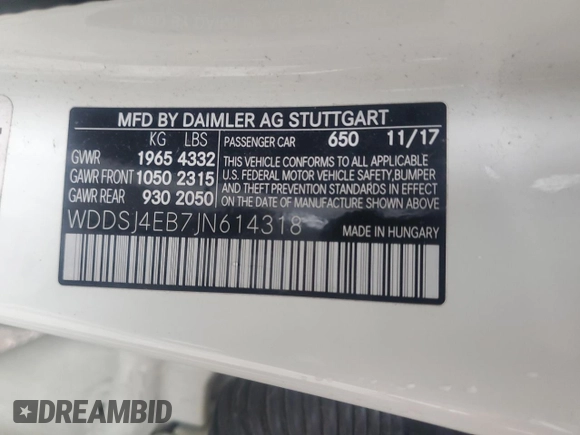 MFD BY DAIMLER AG STUTTGART
KG LBS PASSENGER CAR 650 11/17
GVWR 1965 4332 THIS VEHICLE CONFORMS TO ALL APPLICABLE
GAWR FRONT 1050 2315 U.S. FEDERAL MOTOR VEHICLE SAFETY, BUMPER
GAWR REAR 930 2050 AND THEFT PREVENTION STANDARDS IN EFFECT
ON THE DATE OF MANUFACTURE SHOWN ABOVE.
WDDSJ4EB7JN614318 MADE IN HUNGARY
DREAMBID